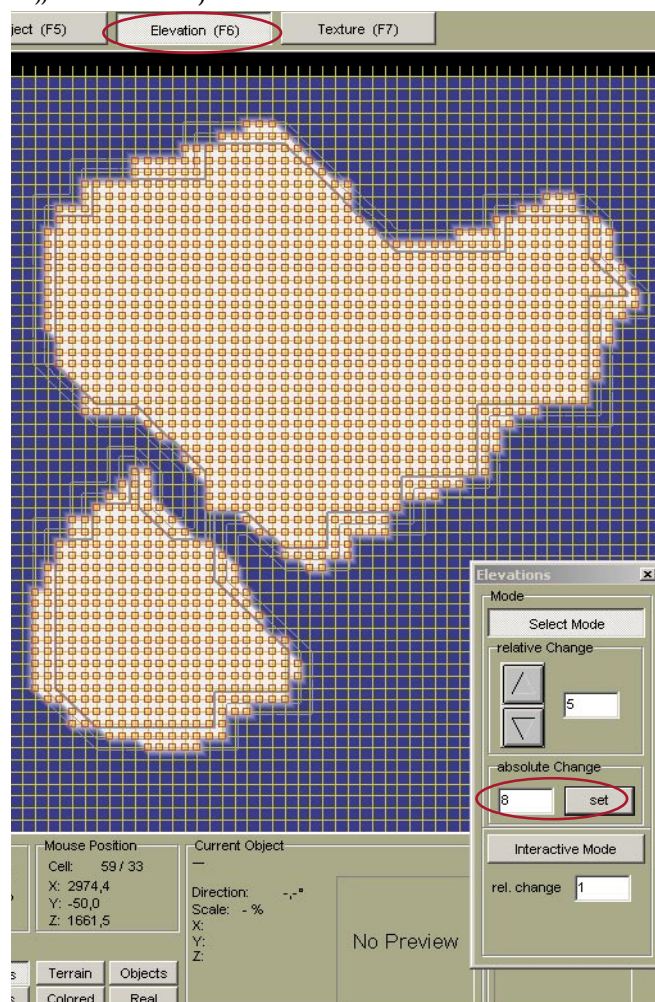 ject (F5)
Elevation (F6)
Texture (F7)
Elevations
Mode
Select Mode
relative Change
5
absolute Change
8
set
Interactive Mode
rel. change
1
Mouse Position
Cell: 59 / 33
X: 2974,4
Y: -50,0
Z: 1661,5
Current Object
---
Direction: -,-°
Scale: - %
X:
Y:
Z:
No Preview
s
Terrain
Objects
s
Colored
Real